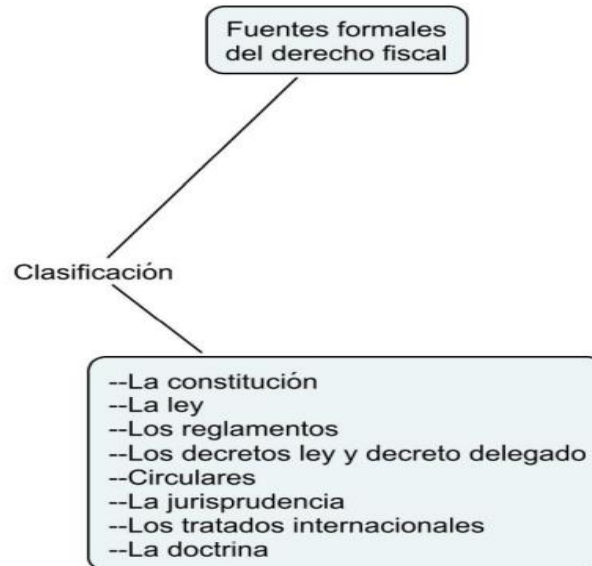 Fuentes formales
del derecho fiscal
Clasificación
--La constitución
--La ley
--Los reglamentos
--Los decretos ley y decreto delegado
--Circulares
--La jurisprudencia
--Los tratados internacionales
--La doctrina